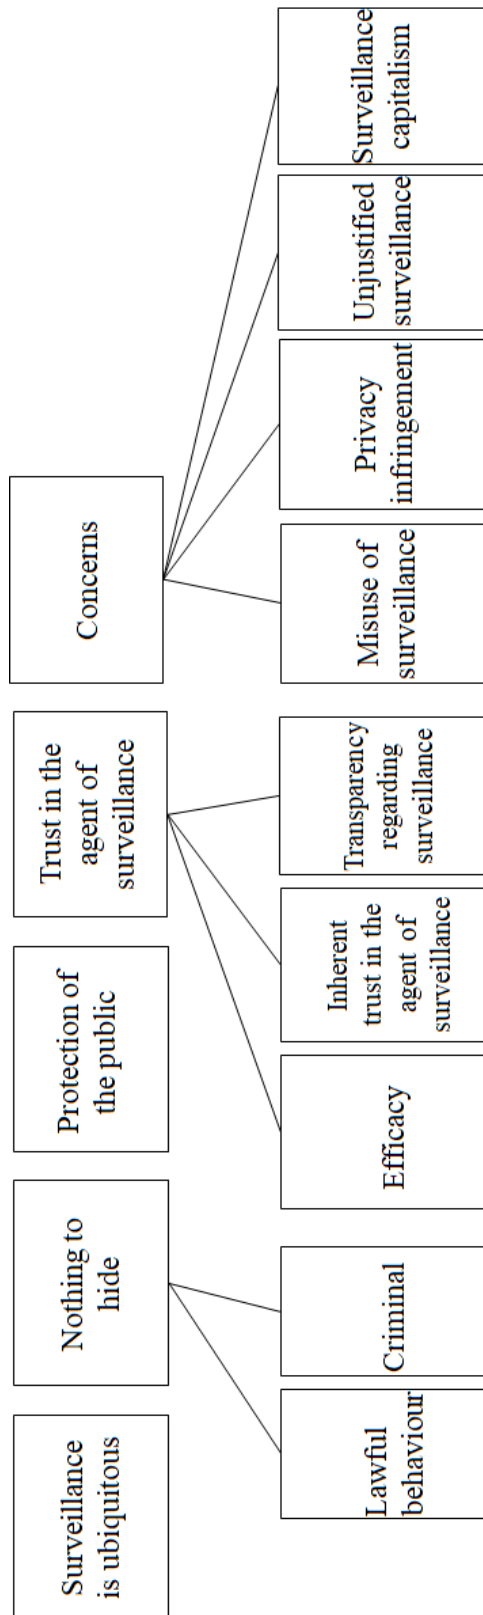 Surveillance
is ubiquitous
Nothing to
hide
Protection of
the public
Trust in the
agent of
surveillance
Concerns
Lawful
behaviour
Criminal
Efficacy
Inherent
trust in the
agent of
surveillance
Transparency
regarding
surveillance
Misuse of
surveillance
Privacy
infringement
Unjustified
surveillance
Surveillance
capitalism